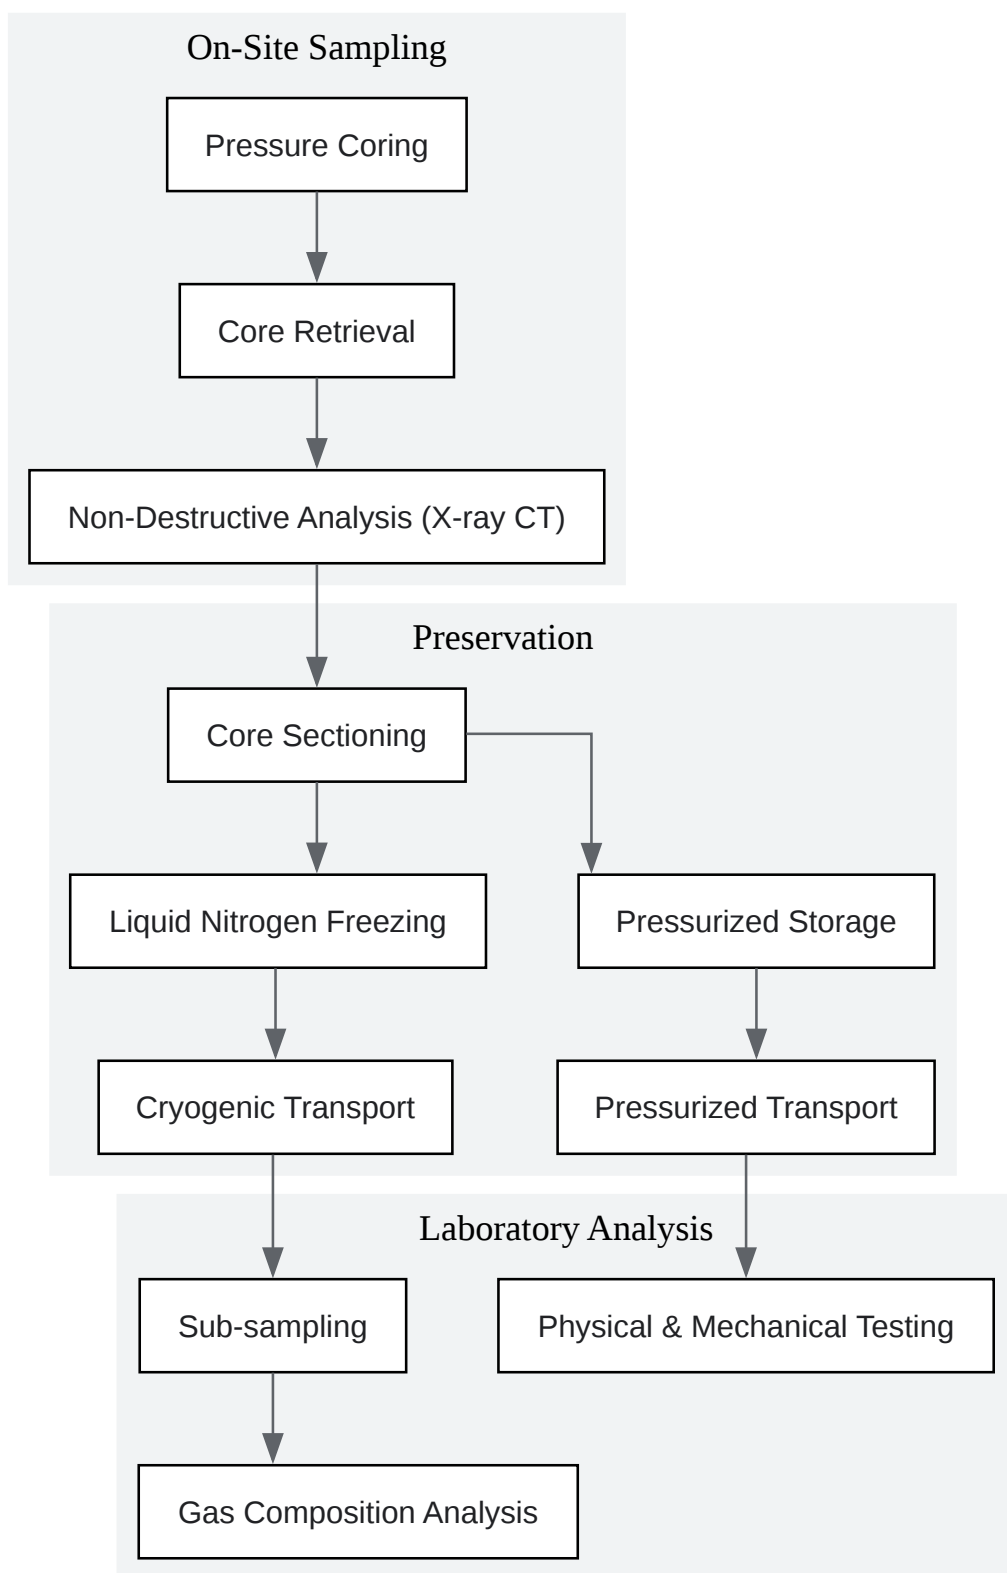 On-Site Sampling
Pressure Coring
Core Retrieval
Non-Destructive Analysis (X-ray CT)
Preservation
Core Sectioning
Liquid Nitrogen Freezing
Pressurized Storage
Cryogenic Transport
Pressurized Transport
Laboratory Analysis
Sub-sampling
Physical & Mechanical Testing
Gas Composition Analysis